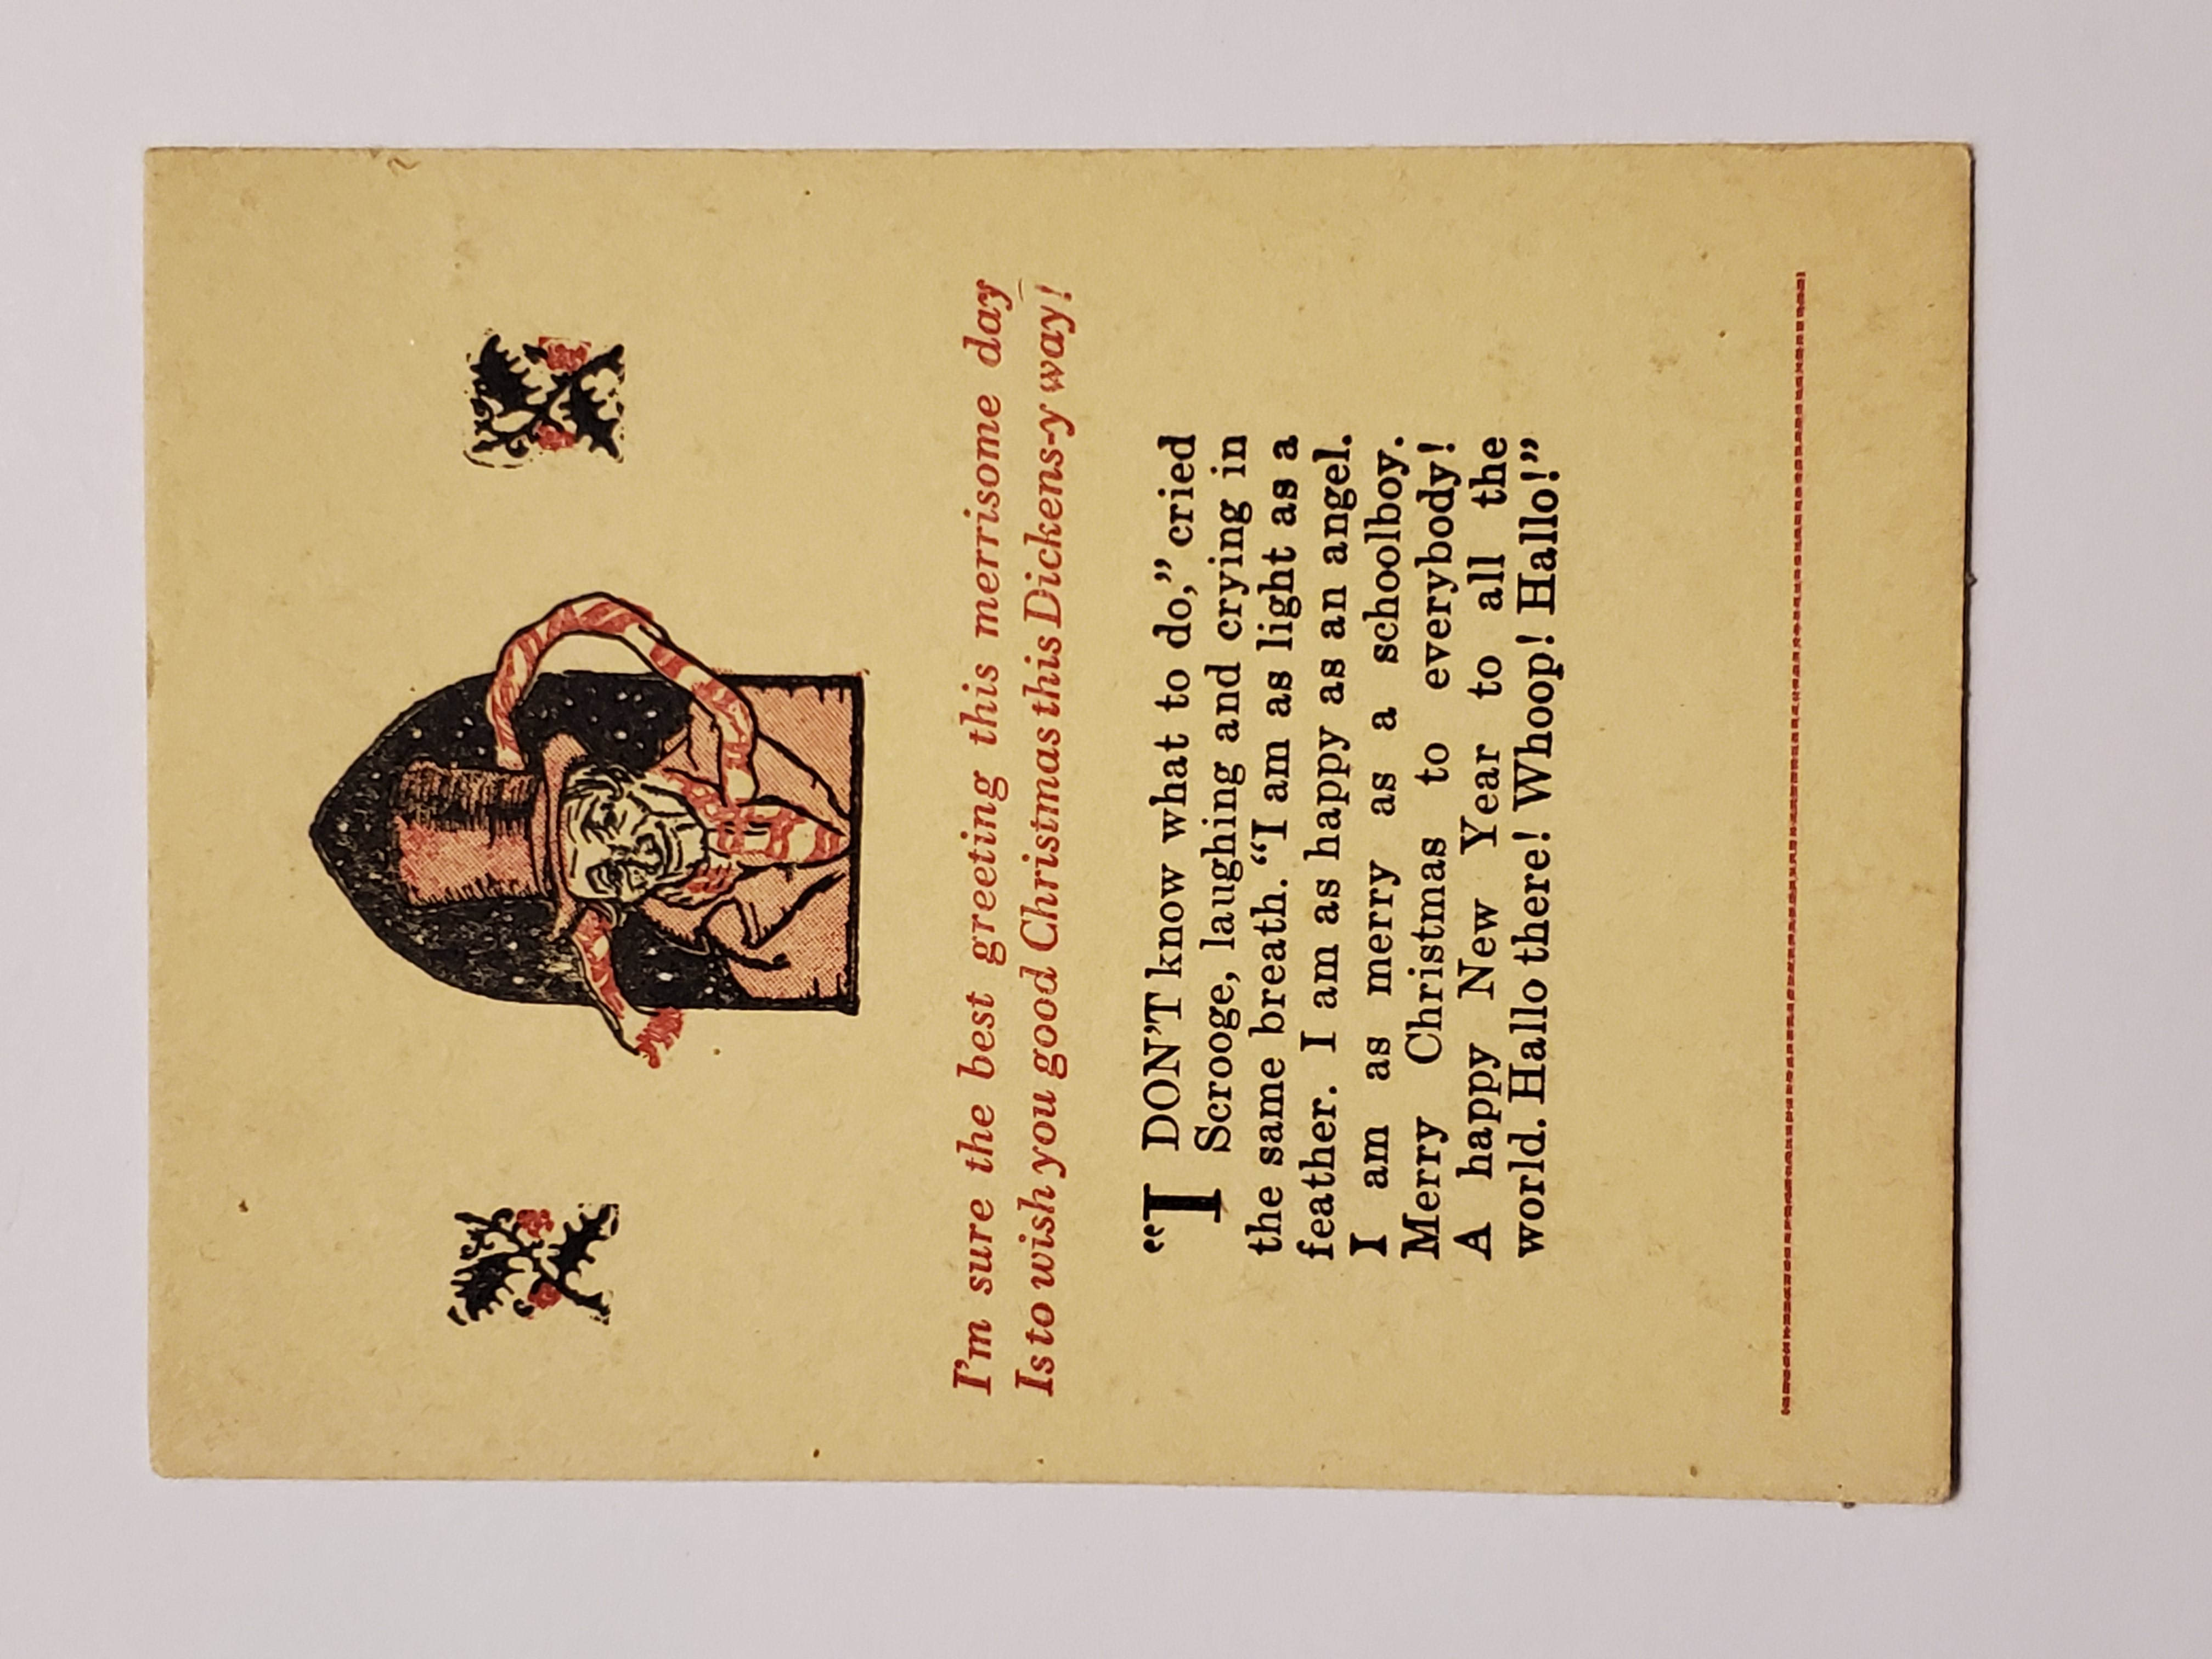 I'm sure the best greeting this merrisome day
Is to wish you good Christmas this Dickens-y way!
“I DON’T know what to do,” cried
Scrooge, laughing and crying in
the same breath. “I am as light as a
feather. I am as happy as an angel.
I am as merry as a schoolboy.
Merry Christmas to everybody!
A happy New Year to all the
world. Hallo there! Whoop! Hallo!”